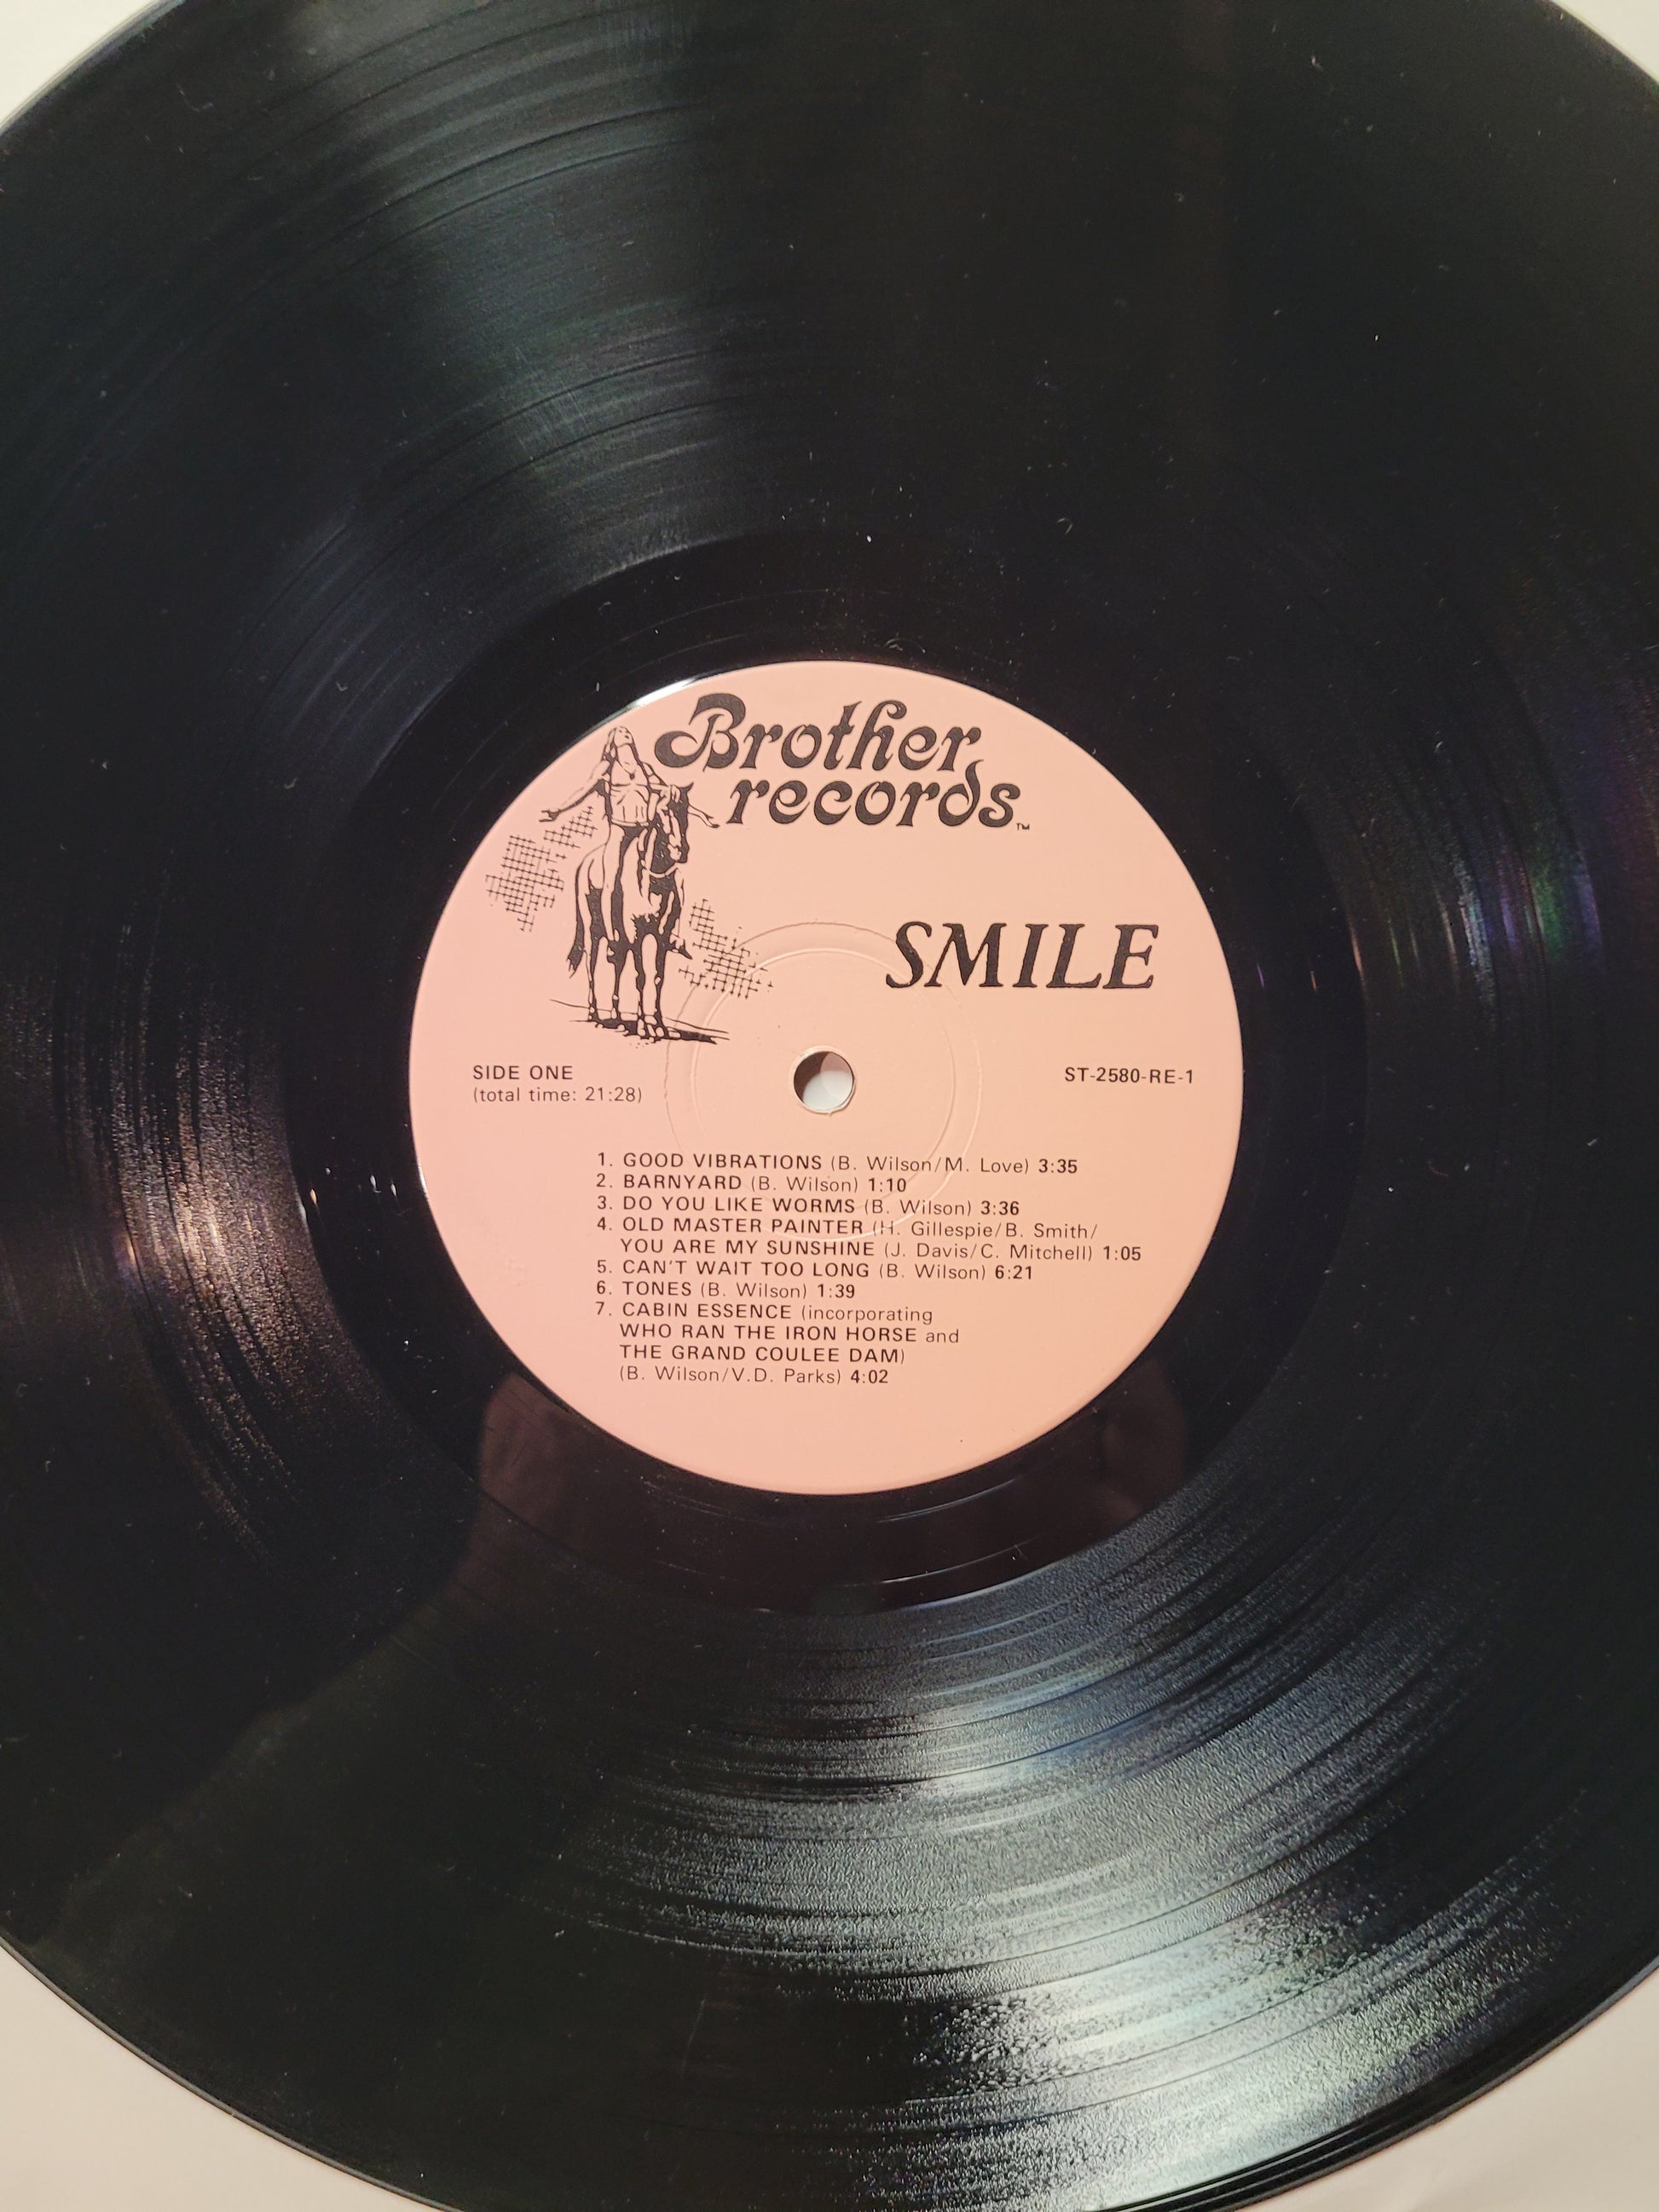 Brother
records™
SMILE
SIDE ONE
(total time: 21:28)
ST-2580-RE-1
1. GOOD VIBRATIONS (B. Wilson/M. Love) 3:35
2. BARNYARD (B. Wilson) 1:10
3. DO YOU LIKE WORMS (B. Wilson) 3:36
4. OLD MASTER PAINTER (H. Gillespie/B. Smith/
YOU ARE MY SUNSHINE (J. Davis/C. Mitchell) 1:05
5. CAN'T WAIT TOO LONG (B. Wilson) 6:21
6. TONES (B. Wilson) 1:39
7. CABIN ESSENCE (incorporating
WHO RAN THE IRON HORSE and
THE GRAND COULEE DAM)
(B. Wilson/V.D. Parks) 4:02